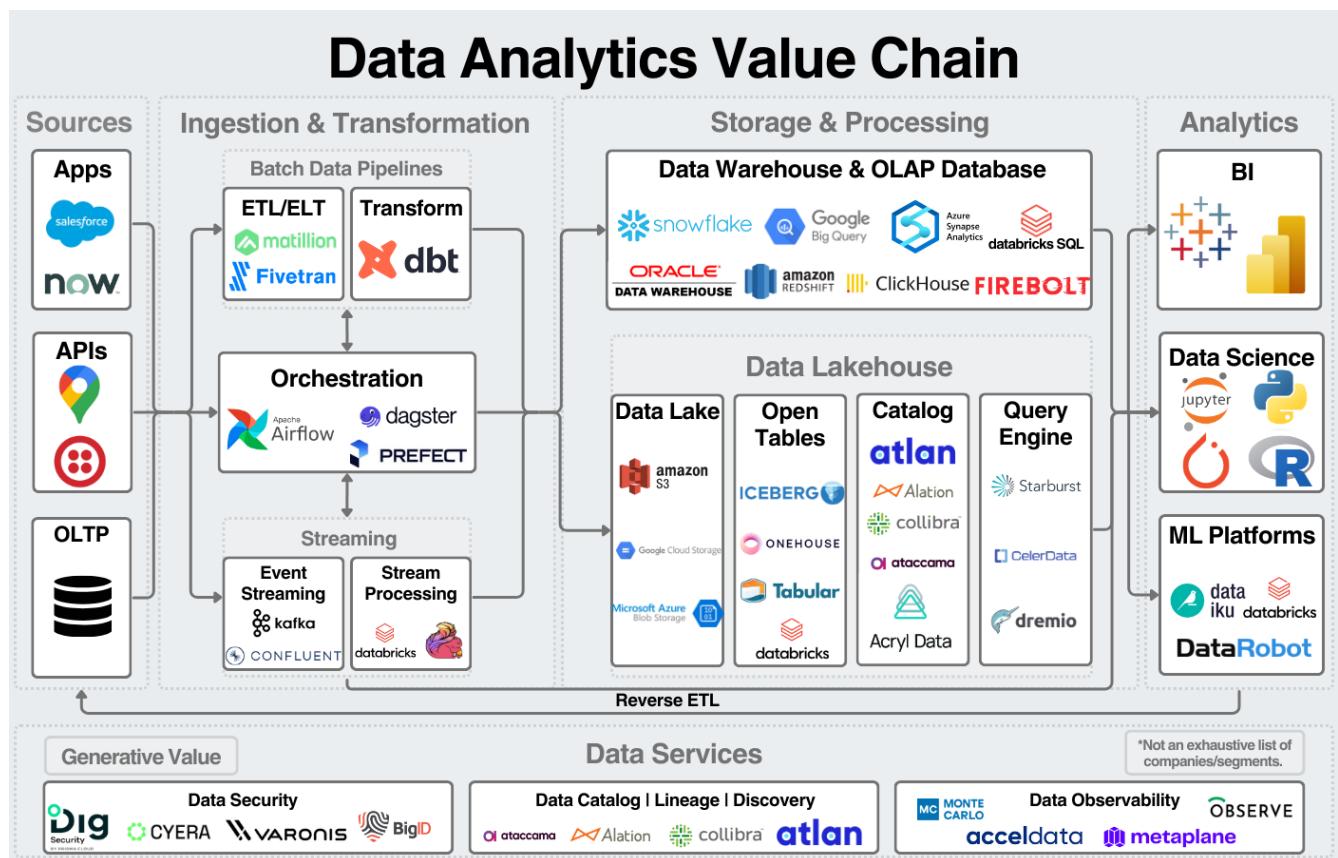 Data Analytics Value Chain
Sources
Ingestion & Transformation
Storage & Processing
Analytics
Apps
salesforce
now
APIs
OLTP
Batch Data Pipelines
ETL/ELT
matillion
Fivetran
Transform
dbt
Orchestration
Apache
Airflow
dagster
PREFECT
Streaming
Event
Streaming
kafka
CONFLUENT
Stream
Processing
databricks
Data Warehouse & OLAP Database
snowflake
Google
Big Query
Azure
Synapse
Analytics
databricks SQL
ORACLE
DATA WAREHOUSE
amazon
REDSHIFT
ClickHouse
FIREBOLT
Data Lakehouse
Data Lake
amazon
S3
Google Cloud Storage
Microsoft Azure
Blob Storage
10
01
Open
Tables
ICEBERG
ONEHOUSE
Tabular
databricks
Catalog
atlan
Alation
collibra
ataccama
Acryl Data
Query
Engine
Starburst
CelerData
dremio
BI
Data Science
jupyter
R
ML Platforms
data
iku
databricks
DataRobot
Reverse ETL
Generative Value
Data Services
*Not an exhaustive list of
companies/segments.
Data Security
Dig
Security
CYERA
VARONIS
BigID
Data Catalog | Lineage | Discovery
ataccama
Alation
collibra
atlan
Data Observability
MC
MONTE
CARLO
OBSERVE
acceldata
metaplane